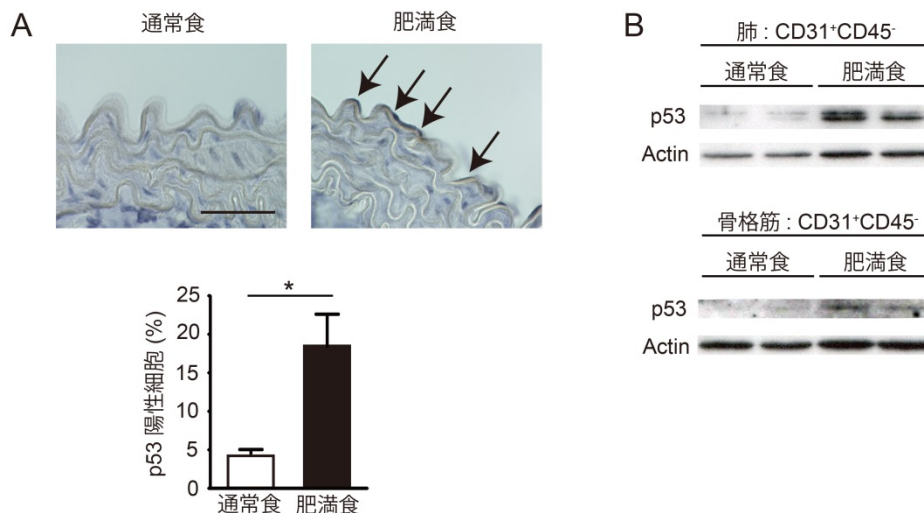 A
通常食
肥満食
p53 陽性細胞 (%)
25
20
15
10
5
0
*
通常食
肥満食
B
肺 : CD31⁺CD45⁻
通常食
肥満食
p53
Actin
骨格筋 : CD31⁺CD45⁻
通常食
肥満食
p53
Actin